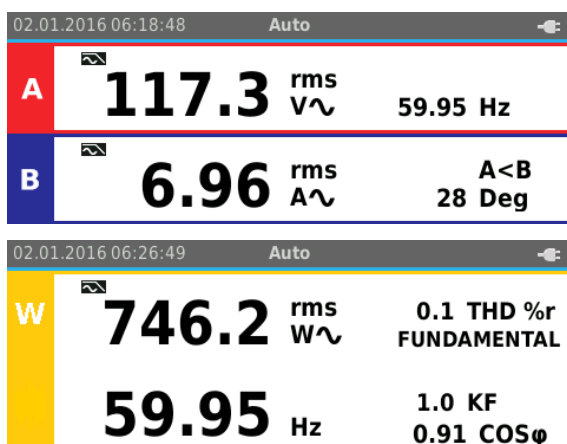 02.01.2016 06:18:48 Auto
A 117.3 rms V∿ 59.95 Hz
B 6.96 rms A∿ A<B 28 Deg
02.01.2016 06:26:49 Auto
W 746.2 rms W∿ 0.1 THD %r FUNDAMENTAL
59.95 Hz 1.0 KF 0.91 COSφ